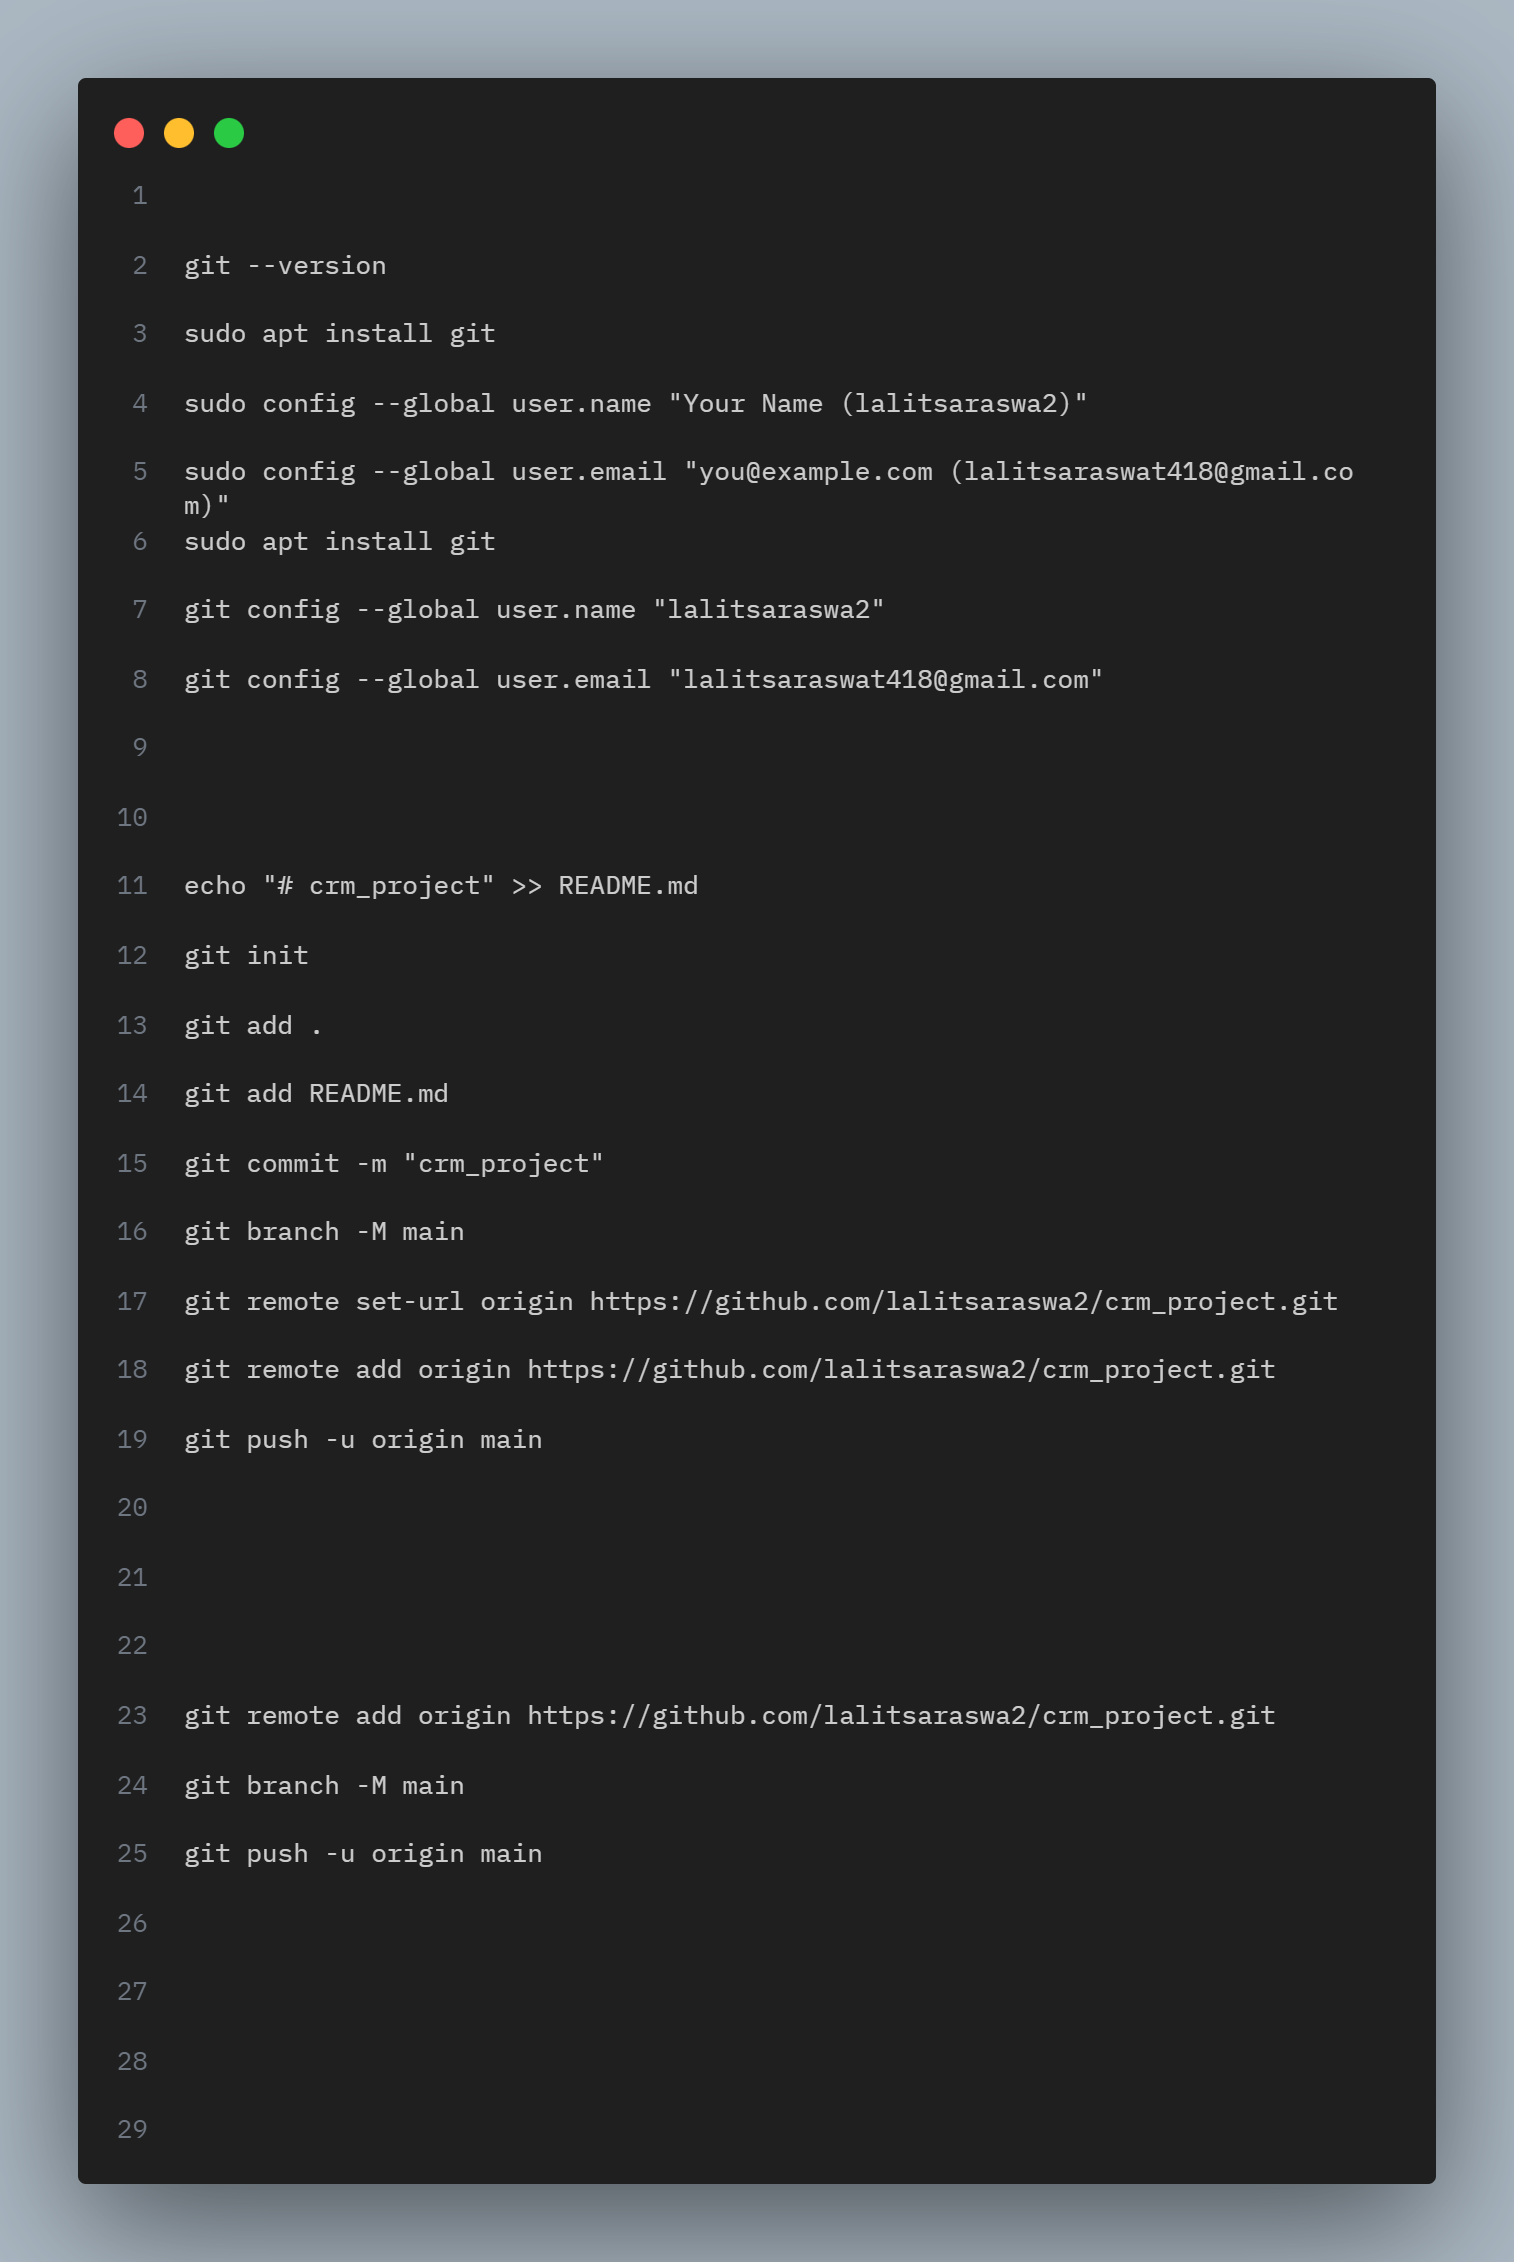 1
2 git --version
3 sudo apt install git
4 sudo config --global user.name "Your Name (lalitsaraswa2)"
5 sudo config --global user.email "you@example.com (lalitsaraswat418@gmail.co
m)"
6 sudo apt install git
7 git config --global user.name "lalitsaraswa2"
8 git config --global user.email "lalitsaraswat418@gmail.com"
9
10
11 echo "# crm_project" >> README.md
12 git init
13 git add .
14 git add README.md
15 git commit -m "crm_project"
16 git branch -M main
17 git remote set-url origin https://github.com/lalitsaraswa2/crm_project.git
18 git remote add origin https://github.com/lalitsaraswa2/crm_project.git
19 git push -u origin main
20
21
22
23 git remote add origin https://github.com/lalitsaraswa2/crm_project.git
24 git branch -M main
25 git push -u origin main
26
27
28
29